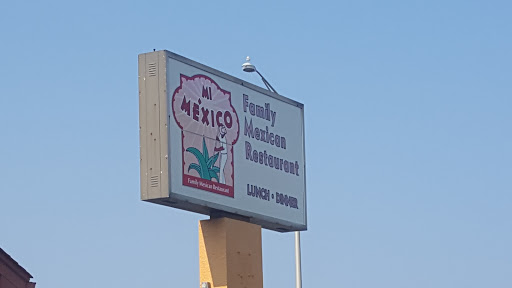 MI
MÉXICO
Family Mexican Restaurant
Family
Mexican
Restaurant
LUNCH • DINNER